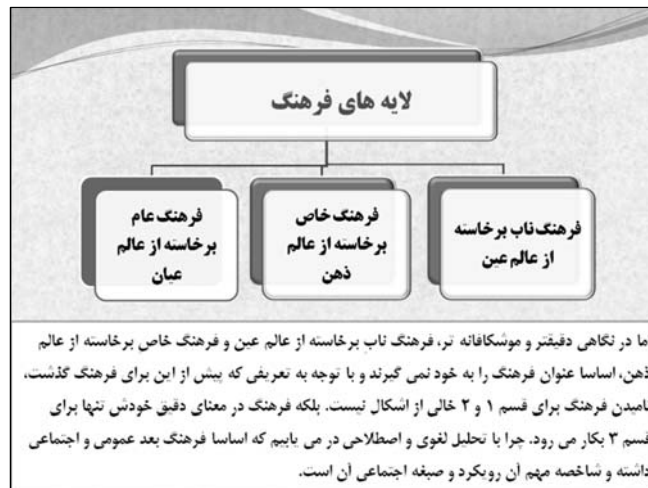 لایه های فرهنگ
فرهنگ ناب برخاسته
از عالم عین
فرهنگ خاص
برخاسته از عالم
ذهن
فرهنگ عام
برخاسته از عالم
عیان
ما در نگاهی دقیقتر و موشکافانه تر، فرهنگ ناب برخاسته از عالم عین و فرهنگ خاص برخاسته از عالم
ذهن، اساسا عنوان فرهنگ را به خود نمی گیرند و با توجه به تعریفی که پیش از این برای فرهنگ گذشت،
نامیدن فرهنگ برای قسم ۱ و ۲ خالی از اشکال نیست. بلکه فرهنگ در معنای دقیق خودش تنها برای
قسم ۳ بکار می رود. چرا با تحلیل لغوی و اصطلاحی در می یابیم که اساسا فرهنگ بعد عمومی و اجتماعی
داشته و شاخصه مهم آن رویکرد و صبغه اجتماعی آن است.